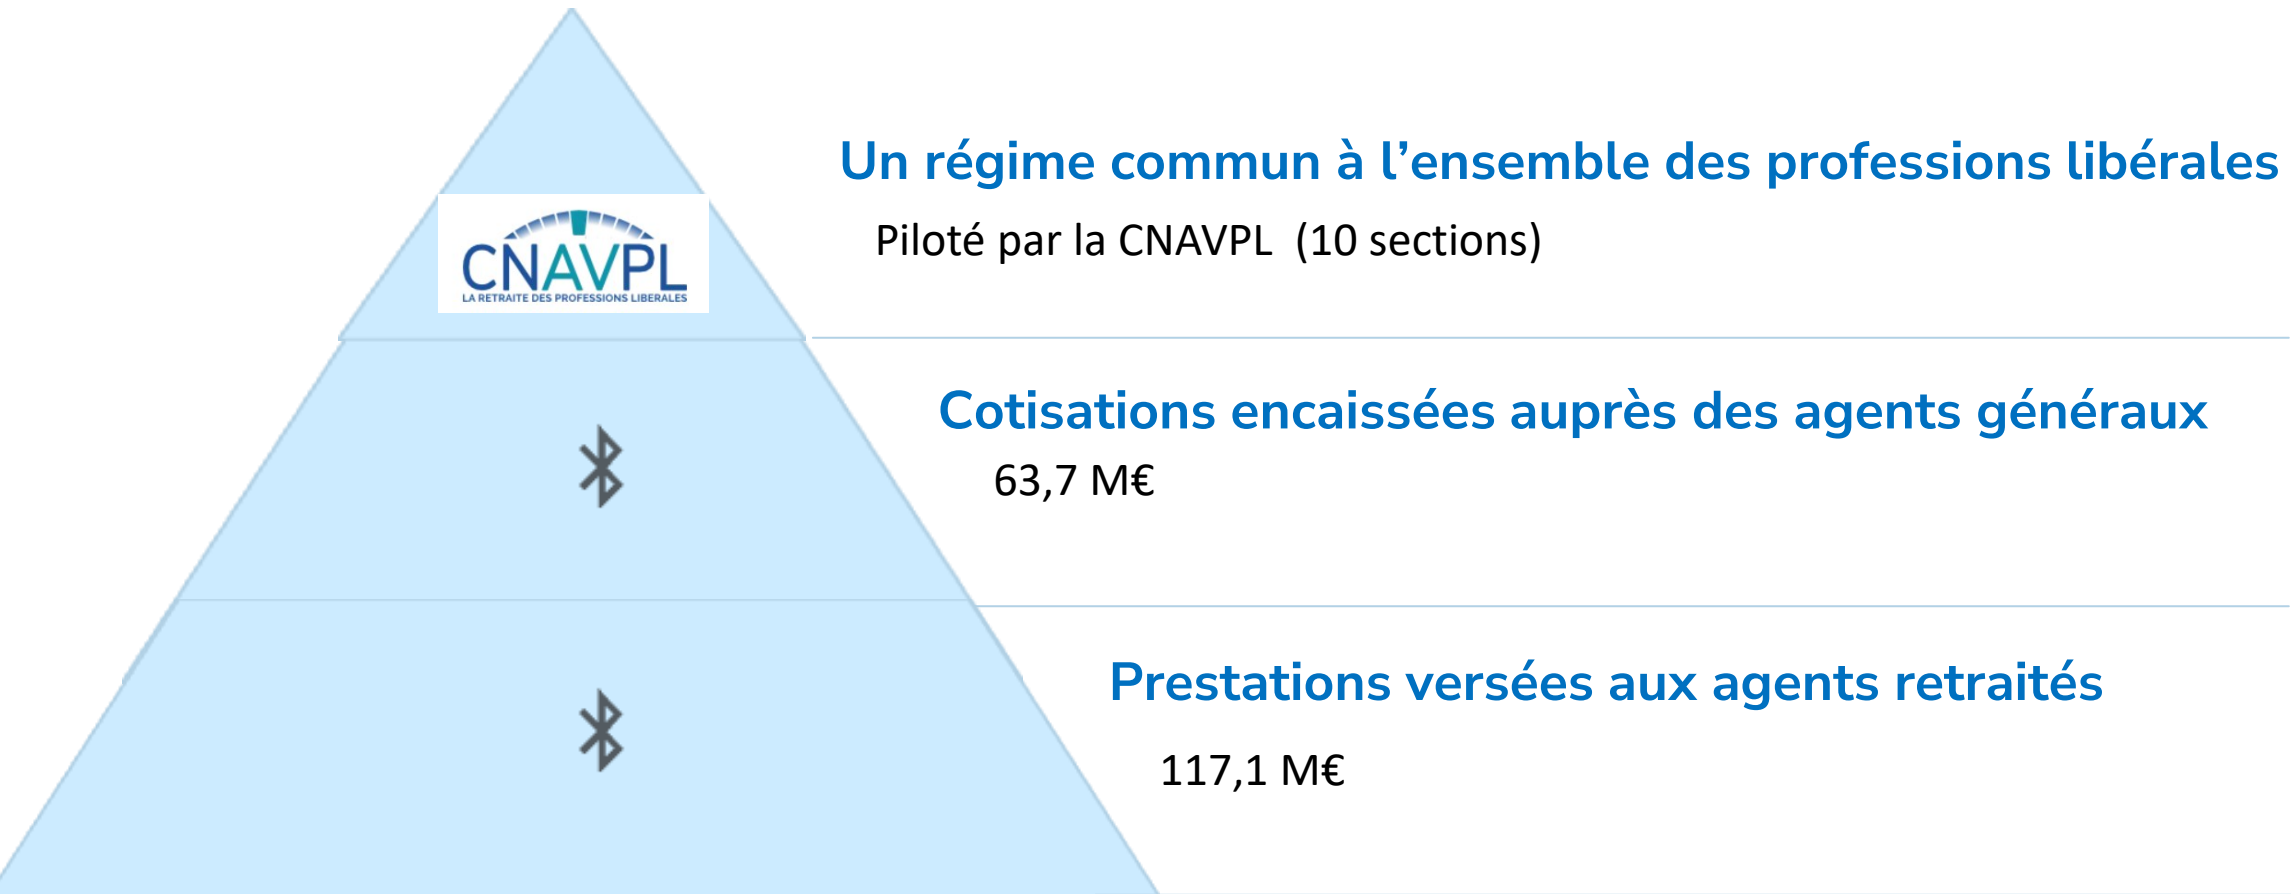 Un régime commun à l’ensemble des professions libérales
Piloté par la CNAVPL (10 sections)
CNAVPL
LA RETRAITE DES PROFESSIONS LIBERALES
Cotisations encaissées auprès des agents généraux
63,7 M€
Prestations versées aux agents retraités
117,1 M€